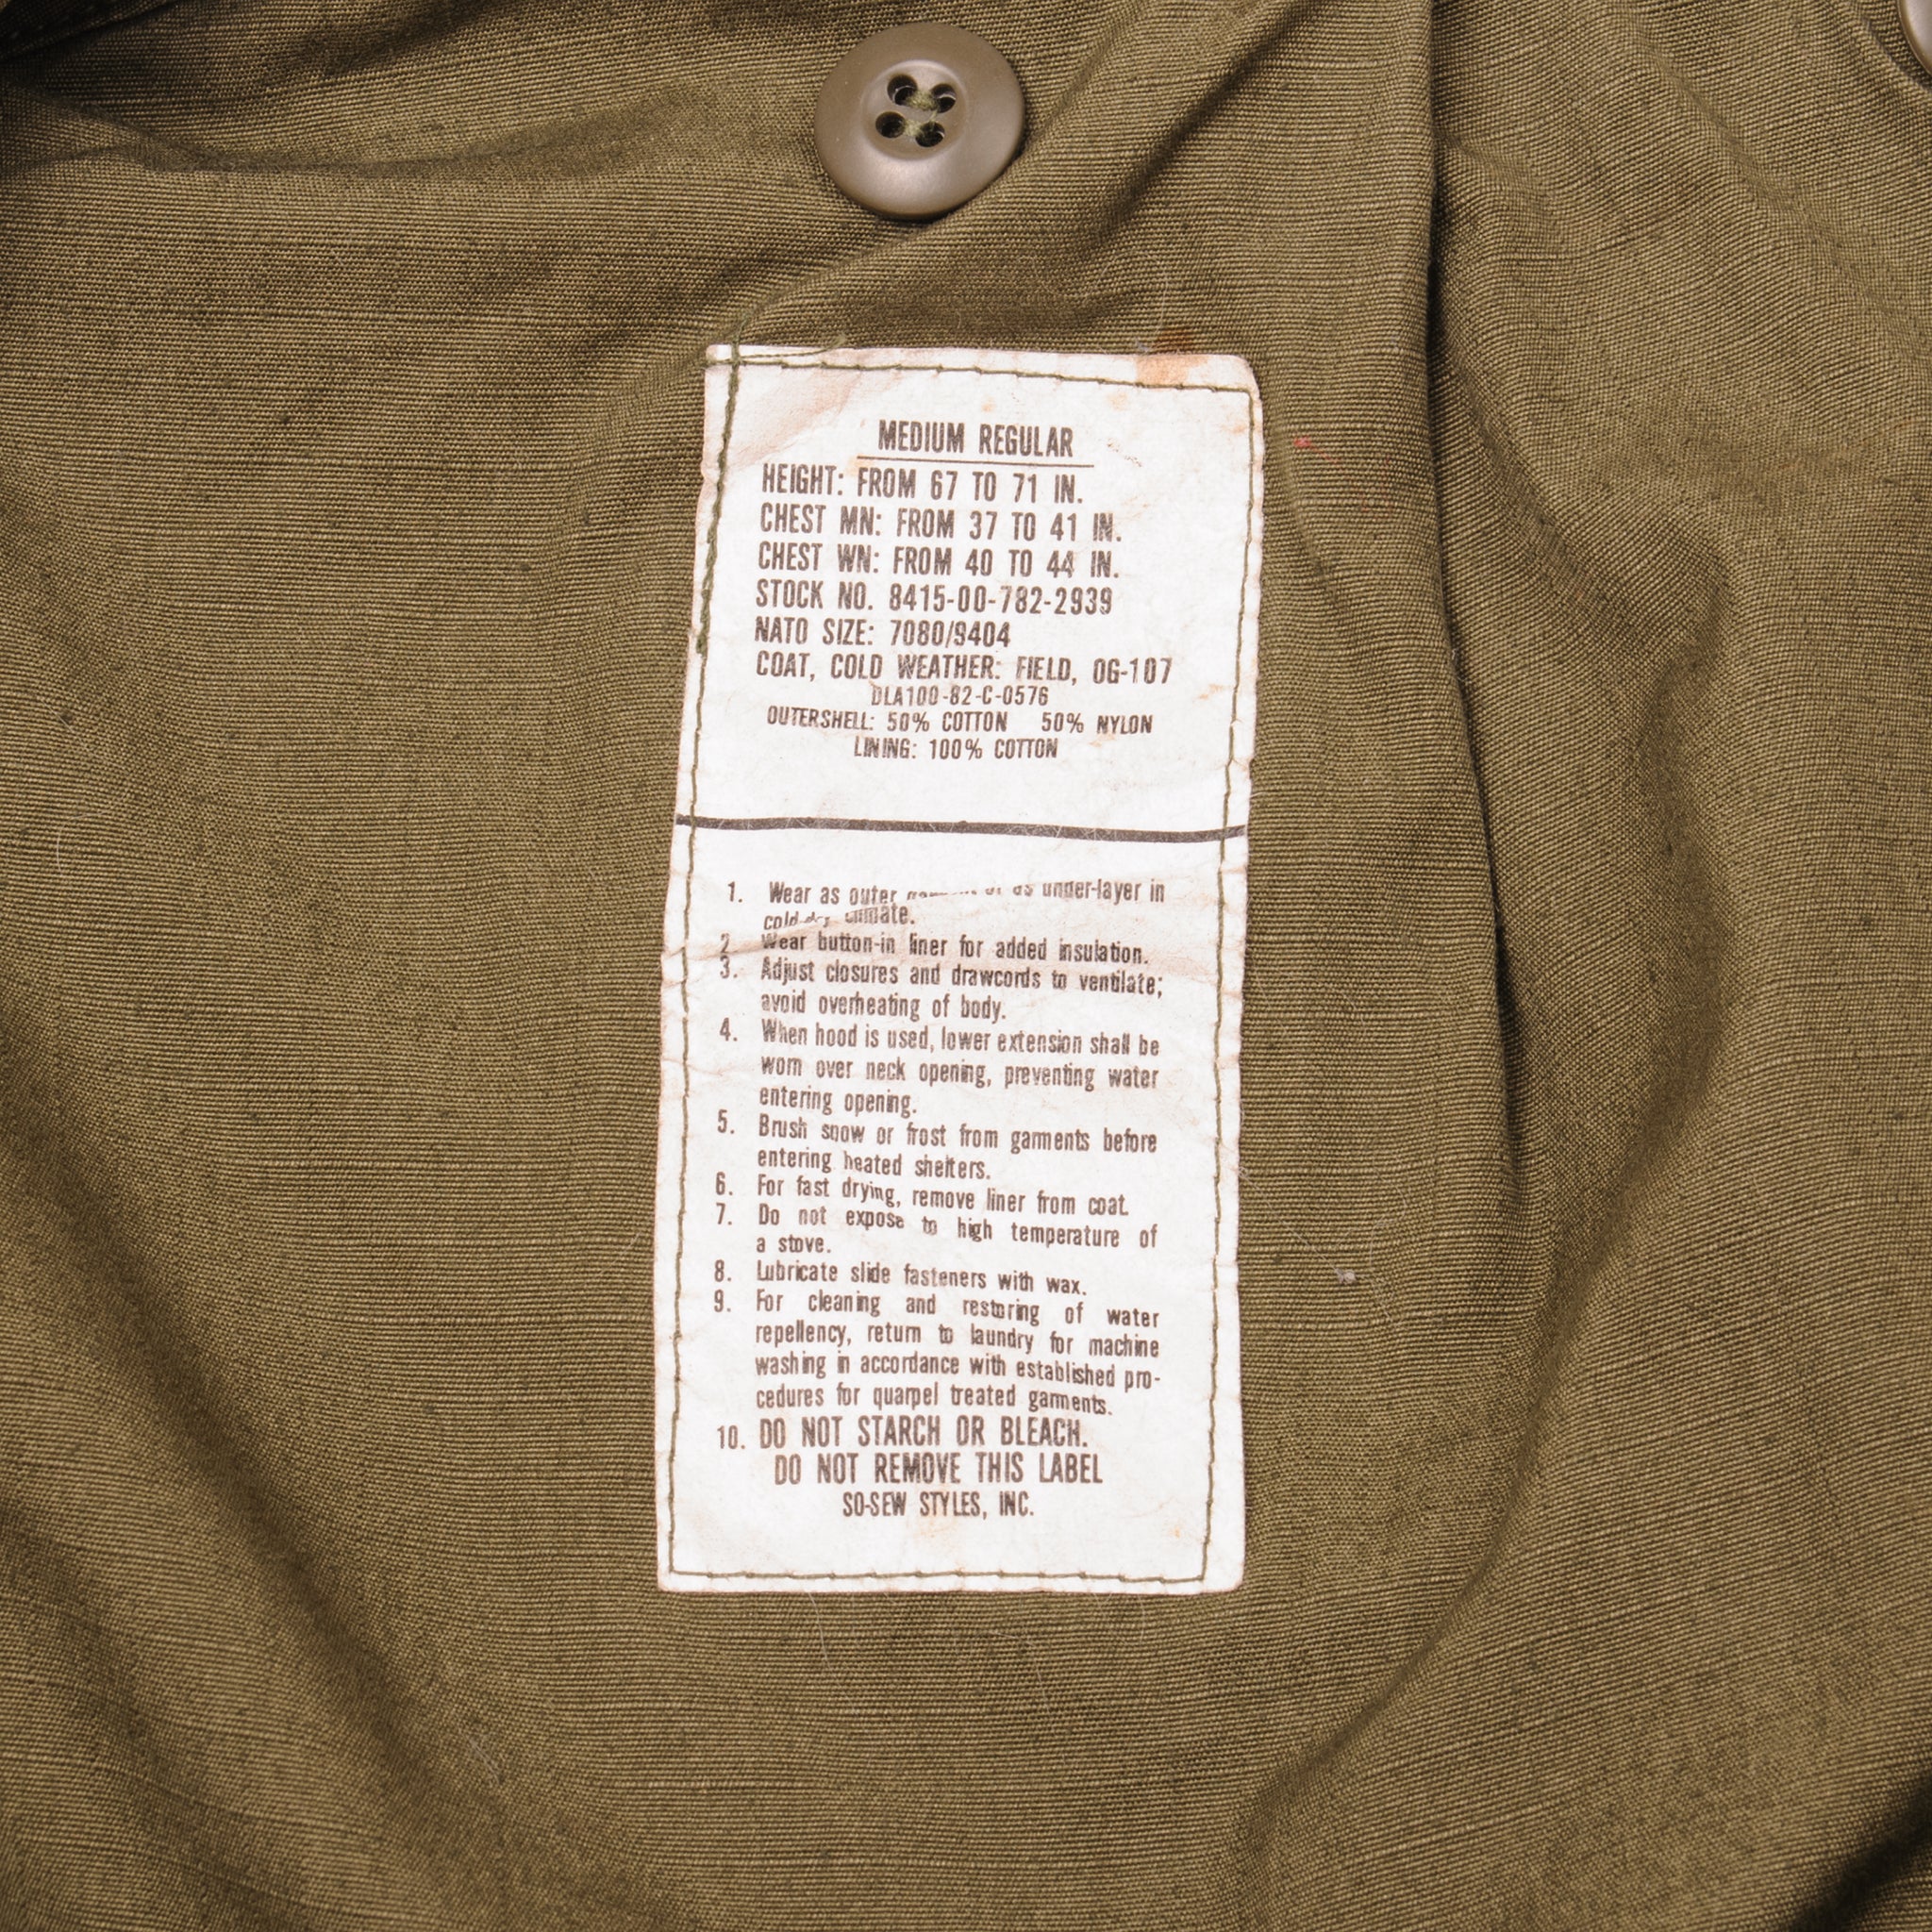 MEDIUM REGULAR
HEIGHT: FROM 67 TO 71 IN.
CHEST MN: FROM 37 TO 41 IN.
CHEST WN: FROM 40 TO 44 IN.
STOCK NO. 8415-00-782-2939
NATO SIZE: 7080/9404
COAT, COLD WEATHER: FIELD, OG-107
DLA100-82-C-0576
OUTERSHELL: 50% COTTON 50% NYLON
LINING: 100% COTTON
1. Wear as outer or as under-layer in
cold climate.
2 Wear button-in liner for added insulation.
3. Adjust closures and drawcords to ventilate;
avoid overheating of body.
4. When hood is used, lower extension shall be
worn over neck opening, preventing water
entering opening.
5. Brush snow or frost from garments before
entering heated shelters.
6. For fast drying, remove liner from coat.
7. Do not expose to high temperature of
a stove.
8. Lubricate slide fasteners with wax.
9. For cleaning and restoring of water
repellency, return to laundry for machine
washing in accordance with established pro-
cedures for quarpel treated garments.
10. DO NOT STARCH OR BLEACH.
DO NOT REMOVE THIS LABEL
SO-SEW STYLES, INC.